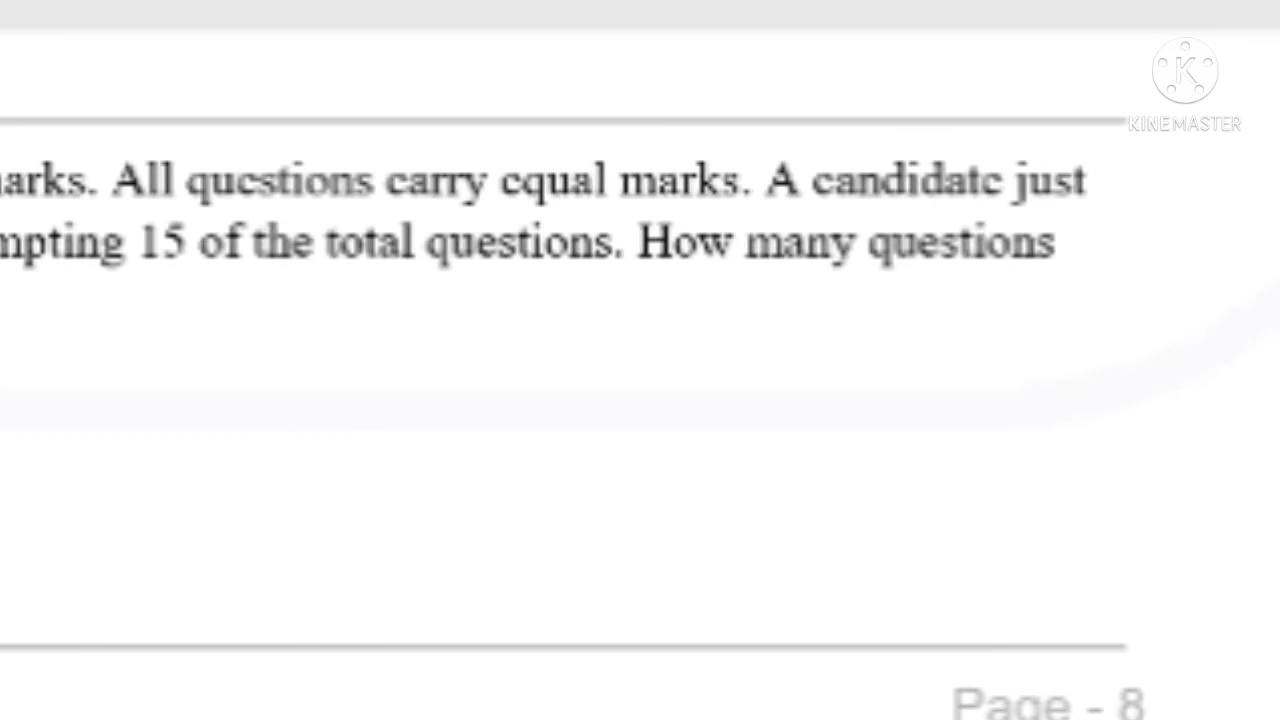 KINEMASTER
arks. All questions carry equal marks. A candidate just
mpting 15 of the total questions. How many questions
Page - 8